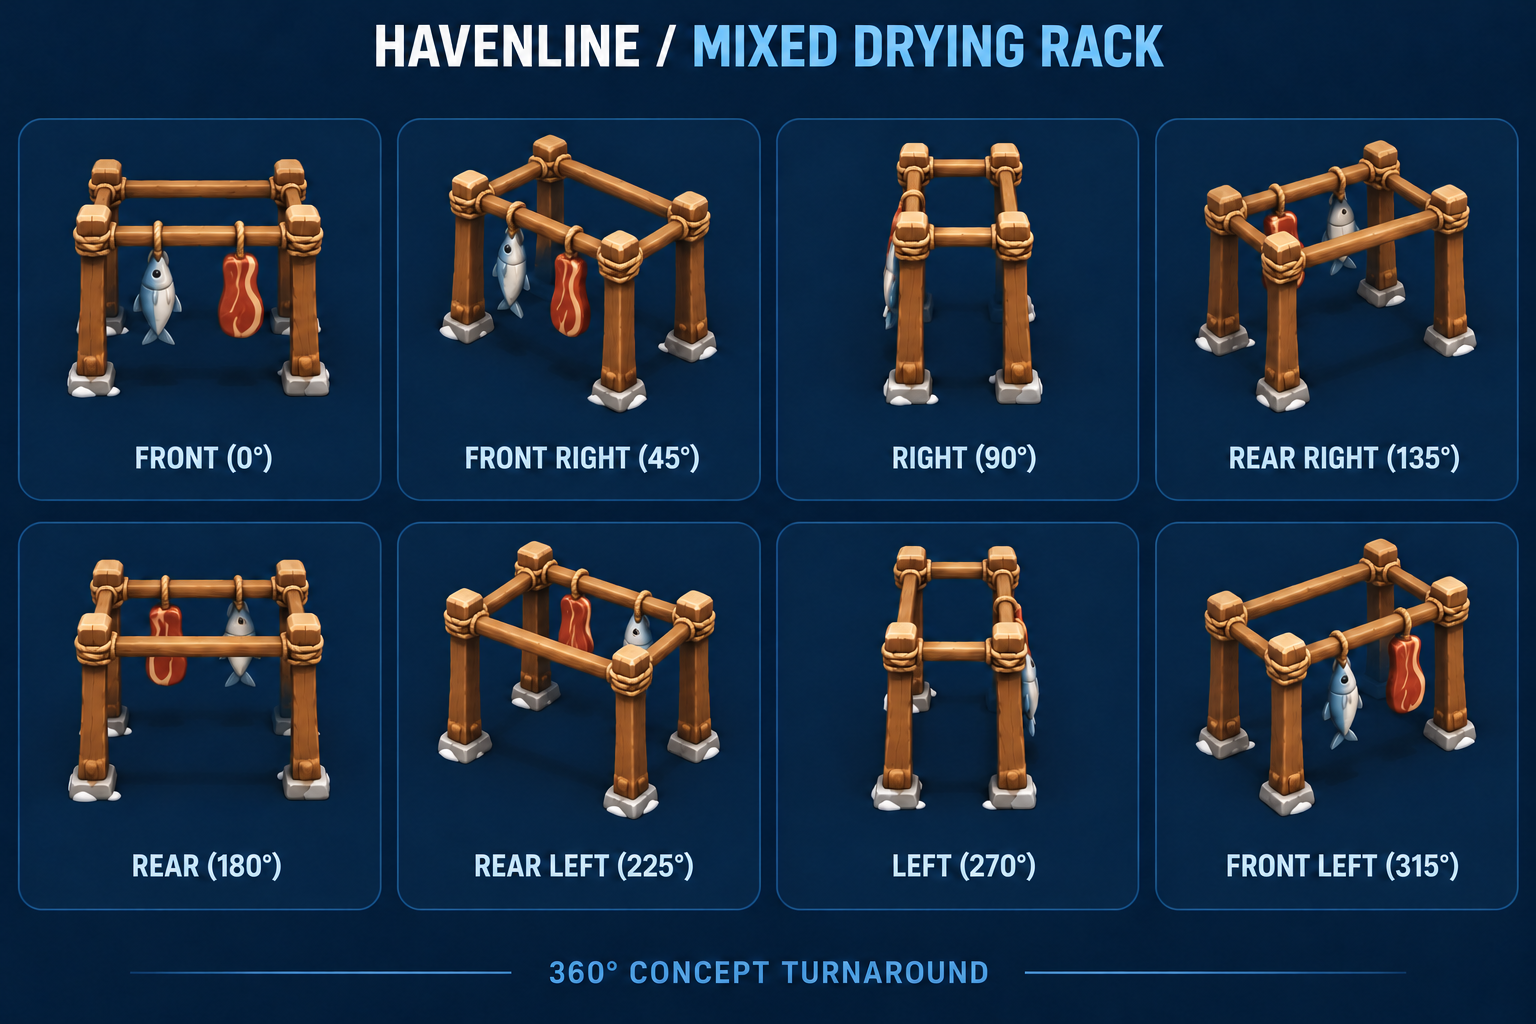 HAVENLINE / MIXED DRYING RACK
FRONT (0°)
FRONT RIGHT (45°)
RIGHT (90°)
REAR RIGHT (135°)
REAR (180°)
REAR LEFT (225°)
LEFT (270°)
FRONT LEFT (315°)
360° CONCEPT TURNAROUND